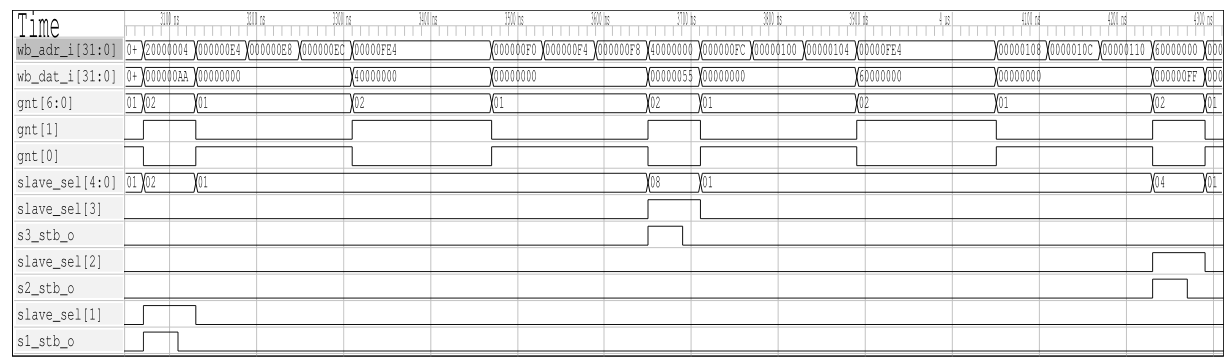 Time 3100 ns 3200 ns 3300 ns 3400 ns 3500 ns 3600 ns 3700 ns 3800 ns 3900 ns 4 us 4100 ns 4200 ns 4300 ns
wb_adr_i[31:0] 0+ 20000004 000000E4 000000E8 000000EC 00000FE4 000000F0 000000F4 000000F8 40000000 000000FC 00000100 00000104 00000FE4 00000108 0000010C 00000110 60000000 000
wb_dat_i[31:0] 0+ 000000AA 00000000 40000000 00000000 00000055 00000000 60000000 00000000 000000FF 000
gnt[6:0] 01 02 01 02 01 02 01 02 01 02 01
gnt[1]
gnt[0]
slave_sel[4:0] 01 02 01 08 01 04 01
slave_sel[3]
s3_stb_o
slave_sel[2]
s2_stb_o
slave_sel[1]
s1_stb_o